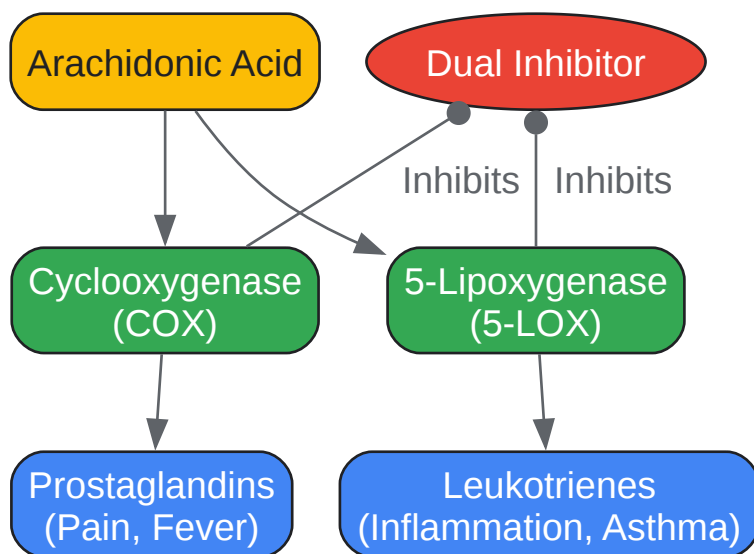 Arachidonic Acid
Dual Inhibitor
Inhibits
Inhibits
Cyclooxygenase
(COX)
5-Lipoxygenase
(5-LOX)
Prostaglandins
(Pain, Fever)
Leukotrienes
(Inflammation, Asthma)